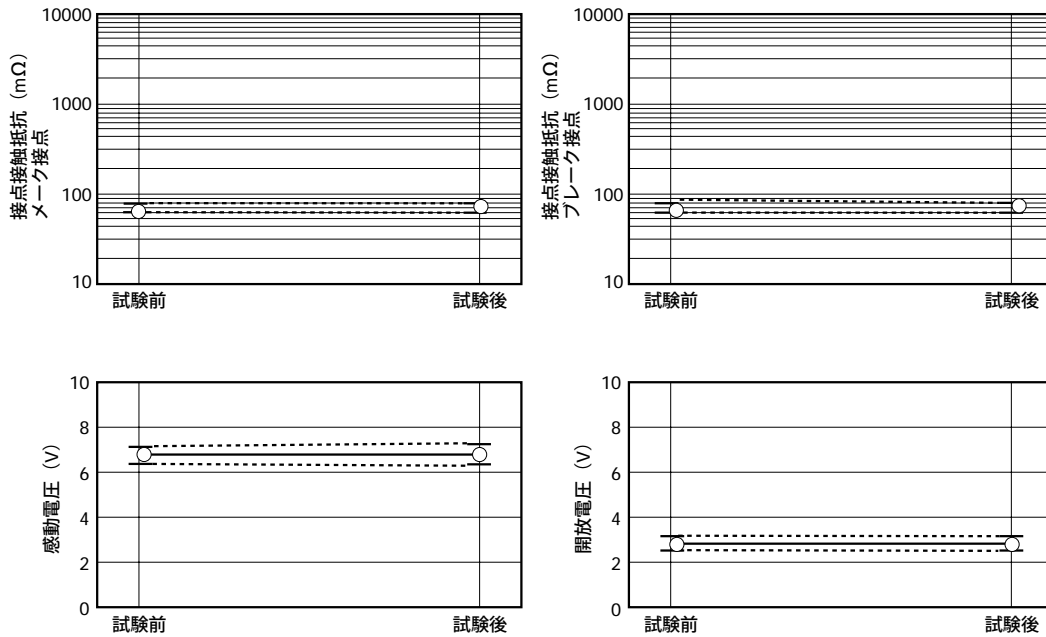 接点接触抵抗（mΩ）
メーク接点
10000
1000
100
10
試験前
試験後
接点接触抵抗（mΩ）
ブレーク接点
10000
1000
100
10
試験前
試験後
感動電圧（V）
10
8
6
4
2
0
試験前
試験後
開放電圧（V）
10
8
6
4
2
0
試験前
試験後